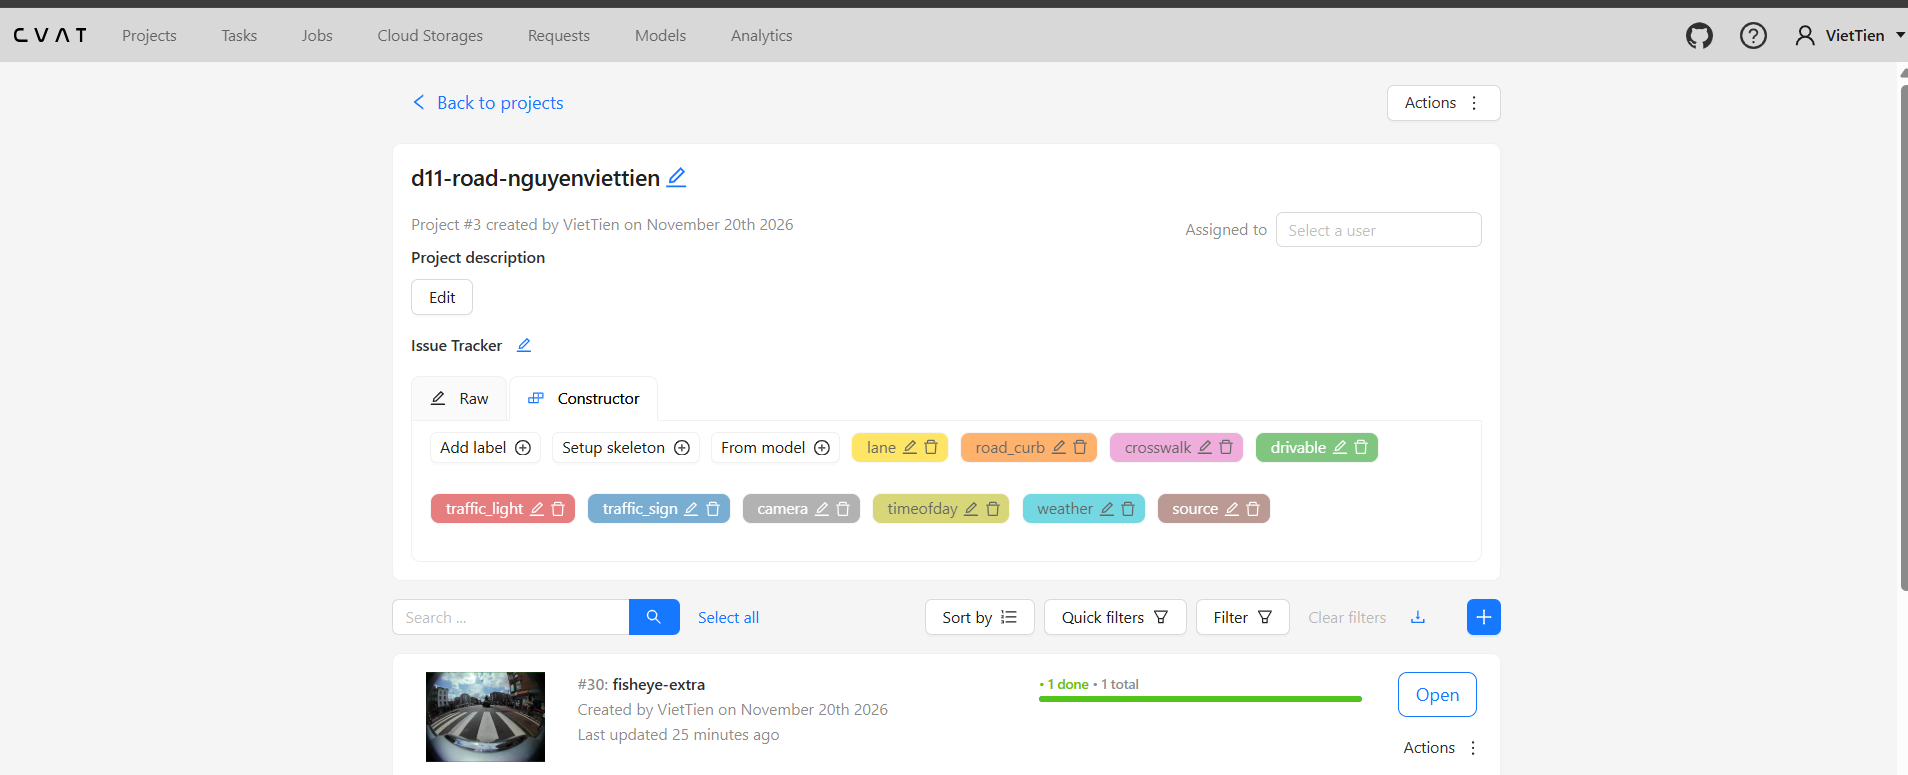 CVAT Projects Tasks Jobs Cloud Storages Requests Models Analytics VietTien
Back to projects Actions
d11-road-nguyenviettien
Project #3 created by VietTien on November 20th 2026
Assigned to Select a user
Project description
Edit
Issue Tracker
Raw Constructor
Add label Setup skeleton From model lane road_curb crosswalk drivable
traffic_light traffic_sign camera timeofday weather source
Search ... Select all Sort by Quick filters Filter Clear filters
#30: fisheye-extra • 1 done • 1 total
Open
Created by VietTien on November 20th 2026
Last updated 25 minutes ago
Actions